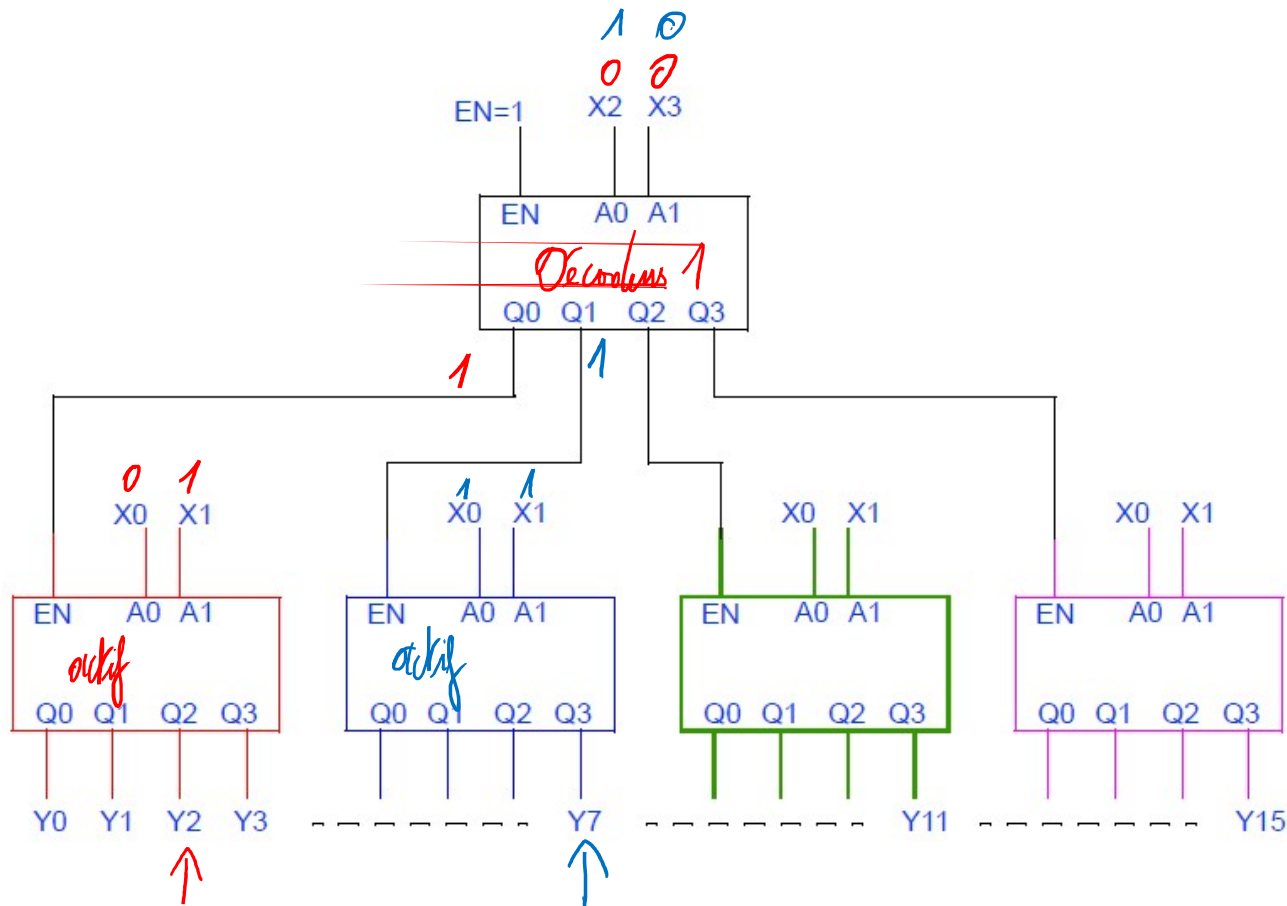 1 0
0 0
EN=1 X2 X3
EN A0 A1
Décodeurs 1
Q0 Q1 Q2 Q3
1 1
0 1 1 1
X0 X1 X0 X1 X0 X1 X0 X1
EN A0 A1 EN A0 A1 EN A0 A1 EN A0 A1
actif actif
Q0 Q1 Q2 Q3 Q0 Q1 Q2 Q3 Q0 Q1 Q2 Q3 Q0 Q1 Q2 Q3
Y0 Y1 Y2 Y3 Y7 Y11 Y15